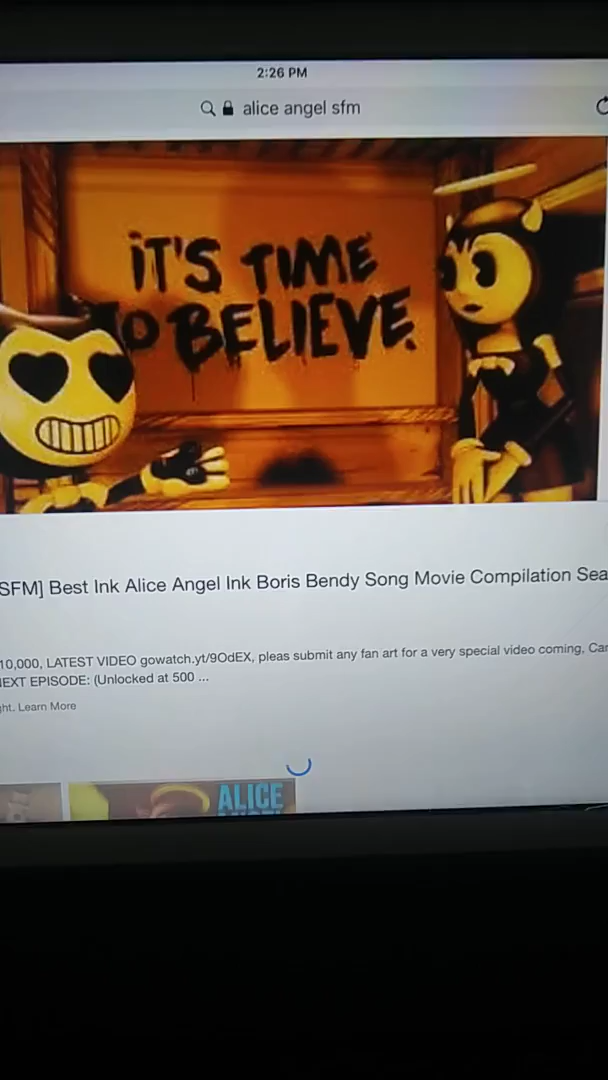 2:26 PM
alice angel sfm
IT'S TIME
TO BELIEVE.
SFM] Best Ink Alice Angel Ink Boris Bendy Song Movie Compilation Sea
10,000, LATEST VIDEO gowatch.yt/9OdEX, pleas submit any fan art for a very special video coming, Car
NEXT EPISODE: (Unlocked at 500 ...
ght. Learn More
ALICE